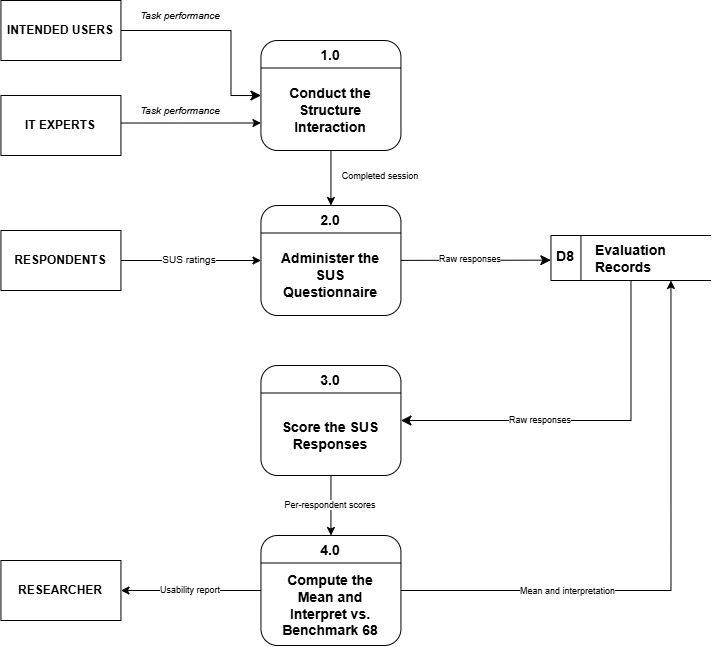 INTENDED USERS
Task performance
1.0
Conduct the
Structure
Interaction
IT EXPERTS
Task performance
Completed session
2.0
Administer the
SUS
Questionnaire
RESPONDENTS
SUS ratings
Raw responses
D8
Evaluation
Records
3.0
Score the SUS
Responses
Raw responses
Per-respondent scores
4.0
Compute the
Mean and
Interpret vs.
Benchmark 68
RESEARCHER
Usability report
Mean and interpretation